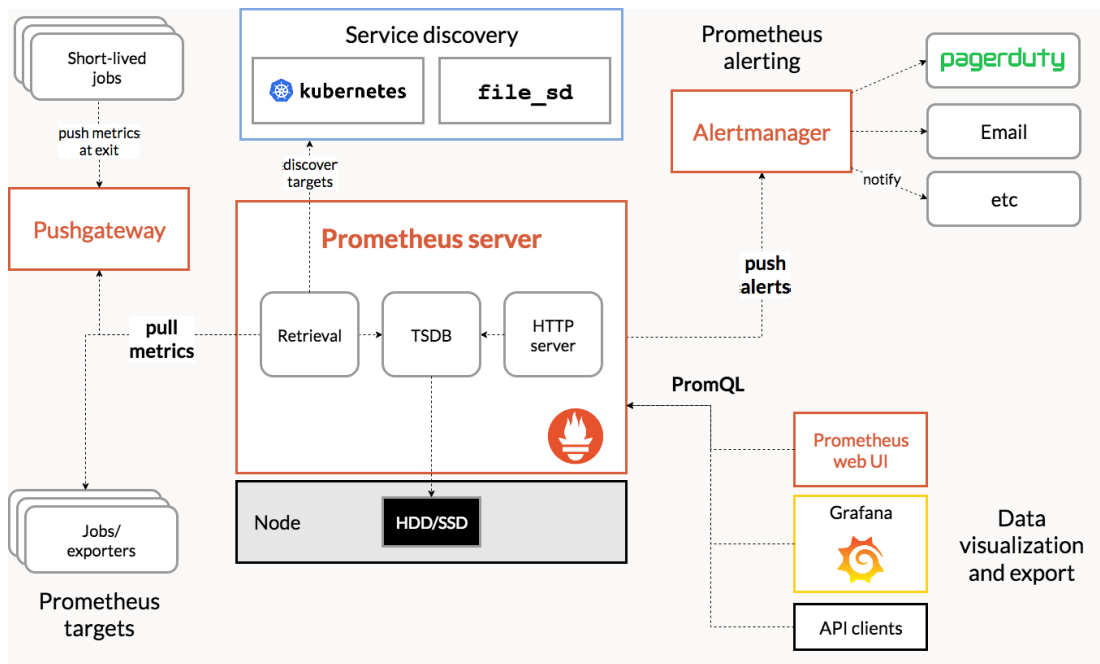 Short-lived
jobs
push metrics
at exit
Pushgateway
Service discovery
kubernetes
file_sd
discover
targets
Prometheus
alerting
Alertmanager
pagerduty
Email
notify
etc
Prometheus server
Retrieval
TSDB
HTTP
server
pull
metrics
push
alerts
PromQL
Node
HDD/SSD
Jobs/
exporters
Prometheus
targets
Prometheus
web UI
Grafana
API clients
Data
visualization
and export